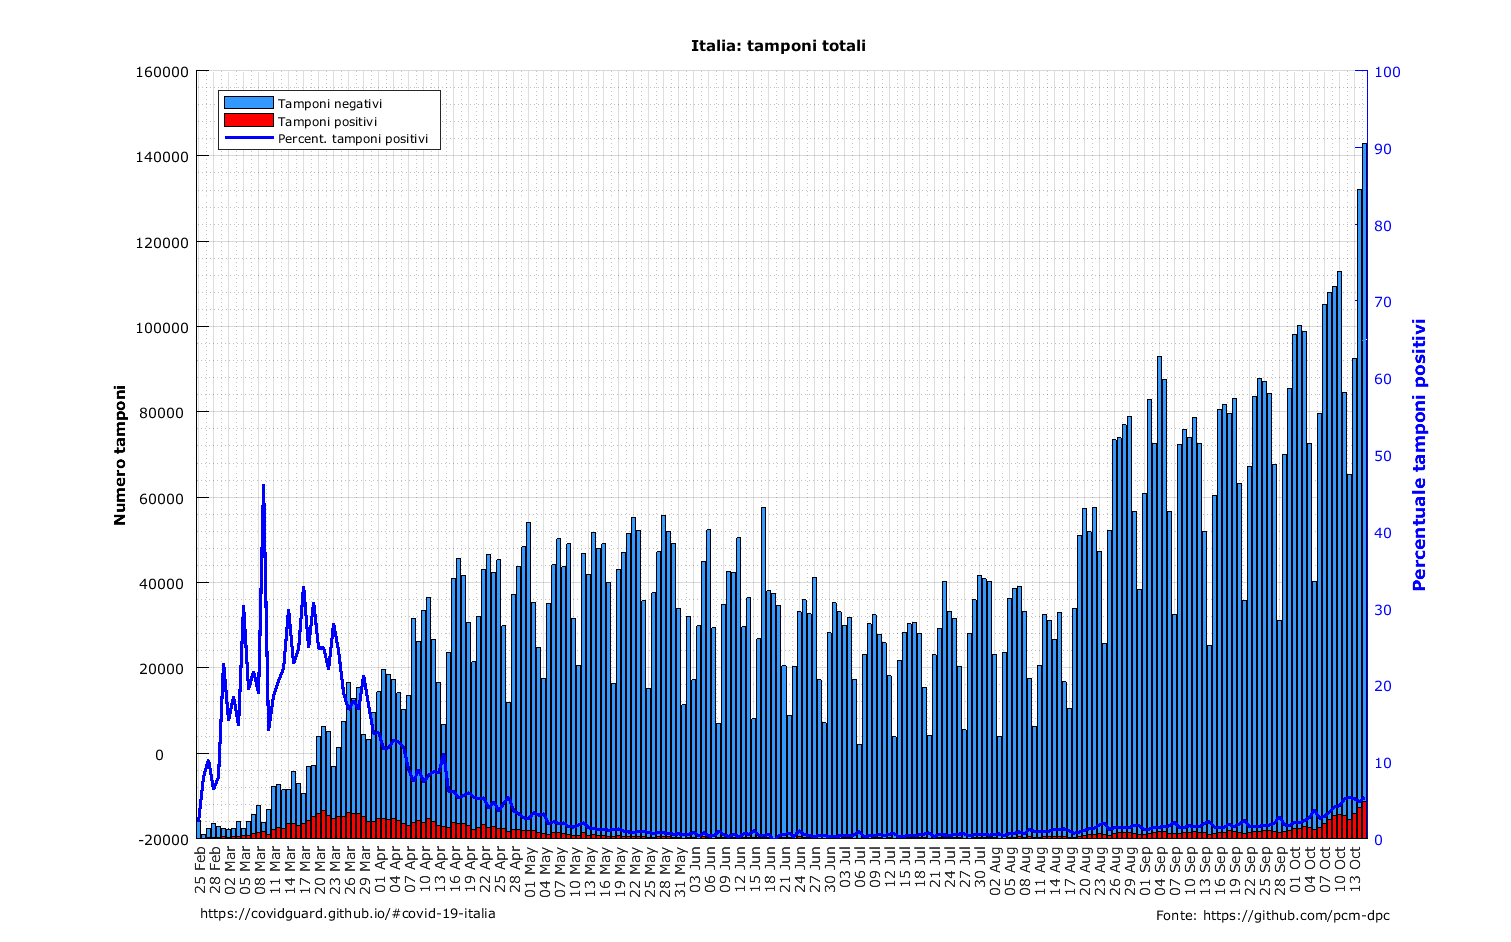 Italia: tamponi totali
160000
140000
120000
100000
80000
60000
40000
20000
0
-20000
Numero tamponi
Tamponi negativi
Tamponi positivi
Percent. tamponi positivi
100
90
80
70
60
50
40
30
20
10
0
Percentuale tamponi positivi
25 Feb
28 Feb
02 Mar
05 Mar
08 Mar
11 Mar
14 Mar
17 Mar
20 Mar
23 Mar
26 Mar
29 Mar
01 Apr
04 Apr
07 Apr
10 Apr
13 Apr
16 Apr
19 Apr
22 Apr
25 Apr
28 Apr
01 May
04 May
07 May
10 May
13 May
16 May
19 May
22 May
25 May
28 May
31 May
03 Jun
06 Jun
09 Jun
12 Jun
15 Jun
18 Jun
21 Jun
24 Jun
27 Jun
30 Jun
03 Jul
06 Jul
09 Jul
12 Jul
15 Jul
18 Jul
21 Jul
24 Jul
27 Jul
30 Jul
02 Aug
05 Aug
08 Aug
11 Aug
14 Aug
17 Aug
20 Aug
23 Aug
26 Aug
29 Aug
01 Sep
04 Sep
07 Sep
10 Sep
13 Sep
16 Sep
19 Sep
22 Sep
25 Sep
28 Sep
01 Oct
04 Oct
07 Oct
10 Oct
13 Oct
https://covidguard.github.io/#covid-19-italia
Fonte: https://github.com/pcm-dpc